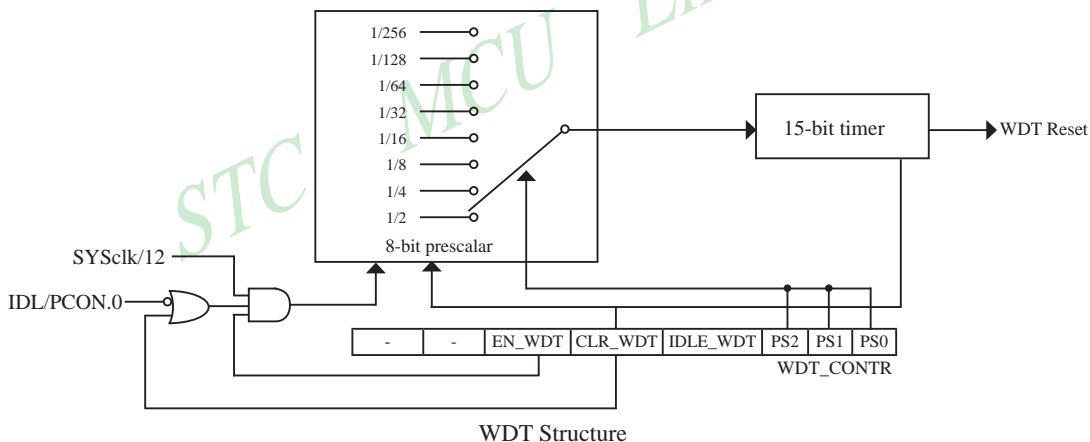 STC MCU
1/256
1/128
1/64
1/32
1/16
1/8
1/4
1/2
8-bit prescalar
15-bit timer
WDT Reset
SYSclk/12
IDL/PCON.0
- - EN_WDT CLR_WDT IDLE_WDT PS2 PS1 PS0
WDT_CONTR
WDT Structure